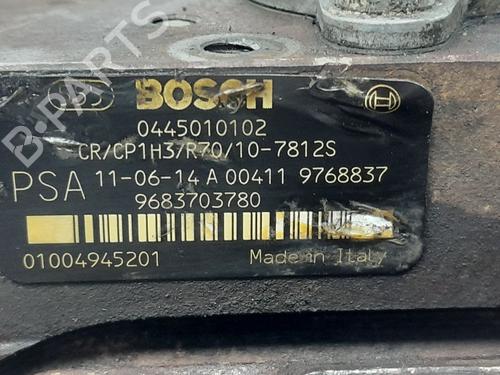 B-PARTS
BOSCH
0445010102
CR/CP1H3/R70/10-7812S
PSA 11-06-14 A 00411 9768837
9683703780
01004945201 Made in Italy